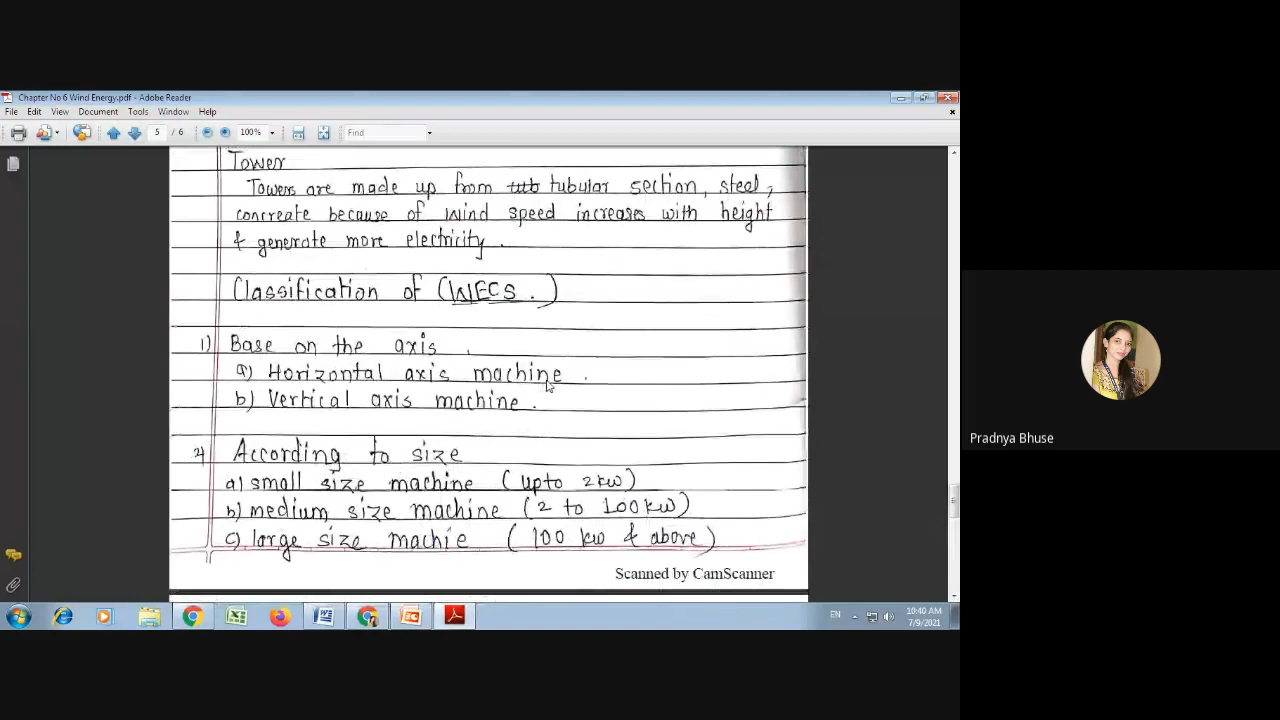 Chapter No 6 Wind Energy.pdf - Adobe Reader
File Edit View Document Tools Window Help
5 / 6 100% Find
Tower
Towers are made up from tub tubular section, steel,
concreate because of wind speed increases with height
& generate more electricity.
Classification of (WECS.)
1) Base on the axis.
a) Horizontal axis machine.
b) Vertical axis machine.
2) According to size
a) small size machine (upto 2kw)
b) medium size machine (2 to 100kw)
c) large size machie (100 kw & above)
Scanned by CamScanner
Pradnya Bhuse
EN
10:40 AM
7/9/2021